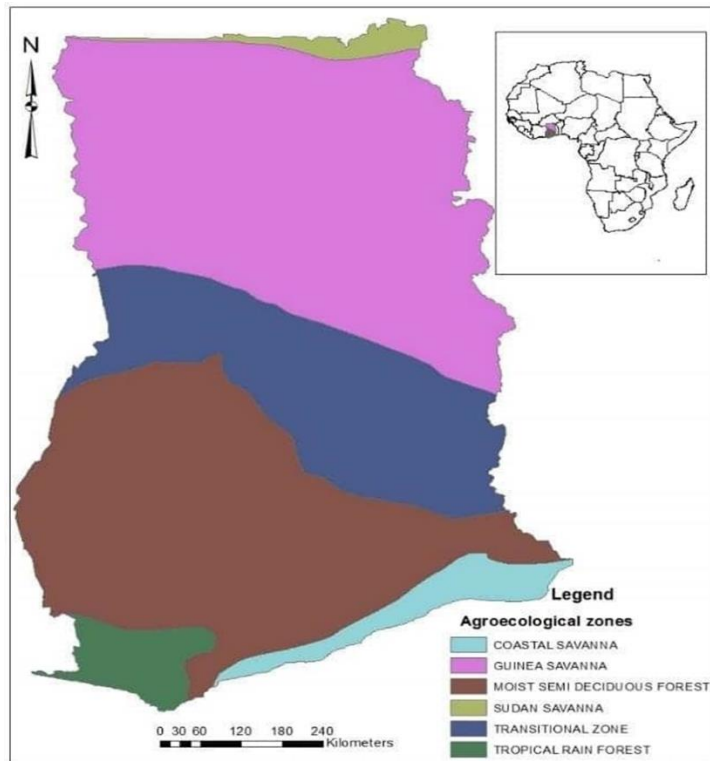 N
Legend
Agroecological zones
COASTAL SAVANNA
GUINEA SAVANNA
MOIST SEMI DECIDUOUS FOREST
SUDAN SAVANNA
TRANSITIONAL ZONE
TROPICAL RAIN FOREST
0 30 60 120 180 240
Kilometers